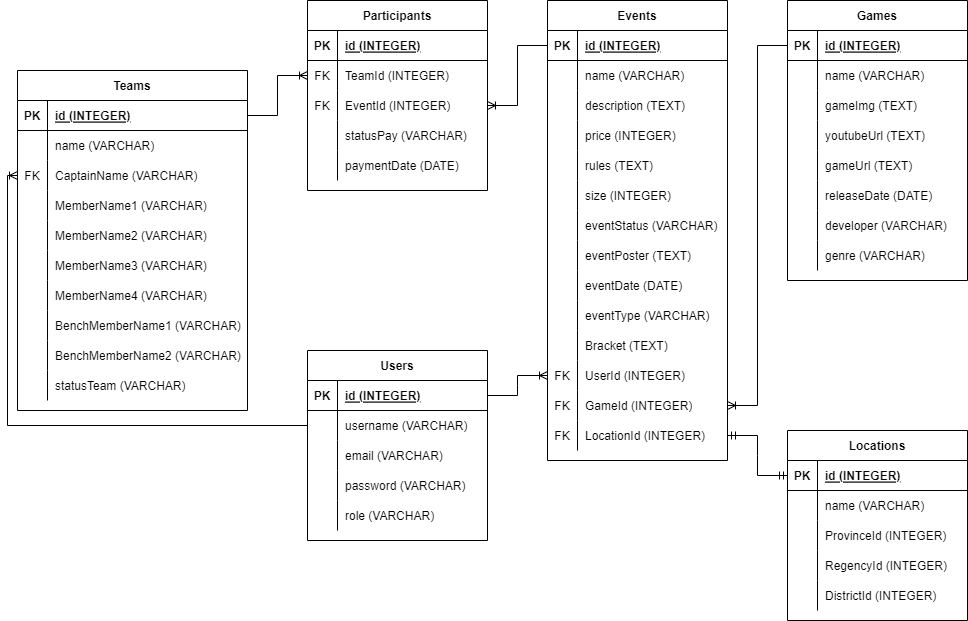 Teams
PK id (INTEGER)
name (VARCHAR)
FK CaptainName (VARCHAR)
MemberName1 (VARCHAR)
MemberName2 (VARCHAR)
MemberName3 (VARCHAR)
MemberName4 (VARCHAR)
BenchMemberName1 (VARCHAR)
BenchMemberName2 (VARCHAR)
statusTeam (VARCHAR)
Participants
PK id (INTEGER)
FK TeamId (INTEGER)
FK EventId (INTEGER)
statusPay (VARCHAR)
paymentDate (DATE)
Users
PK id (INTEGER)
username (VARCHAR)
email (VARCHAR)
password (VARCHAR)
role (VARCHAR)
Events
PK id (INTEGER)
name (VARCHAR)
description (TEXT)
price (INTEGER)
rules (TEXT)
size (INTEGER)
eventStatus (VARCHAR)
eventPoster (TEXT)
eventDate (DATE)
eventType (VARCHAR)
Bracket (TEXT)
FK UserId (INTEGER)
FK GameId (INTEGER)
FK LocationId (INTEGER)
Games
PK id (INTEGER)
name (VARCHAR)
gameImg (TEXT)
youtubeUrl (TEXT)
gameUrl (TEXT)
releaseDate (DATE)
developer (VARCHAR)
genre (VARCHAR)
Locations
PK id (INTEGER)
name (VARCHAR)
ProvinceId (INTEGER)
RegencyId (INTEGER)
DistrictId (INTEGER)